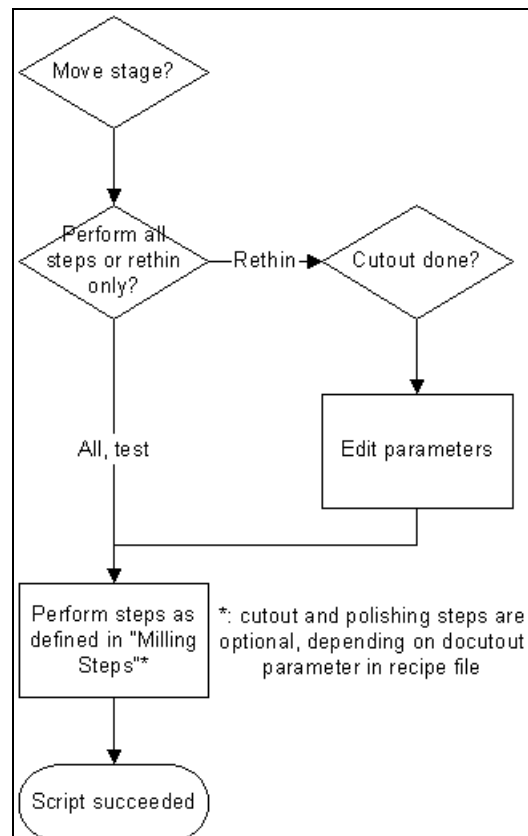 Move stage?
Perform all
steps or rethin
only?
Rethin
Cutout done?
All, test
Edit parameters
Perform steps as
defined in "Milling
Steps"*
*: cutout and polishing steps are
optional, depending on docutout
parameter in recipe file
Script succeeded